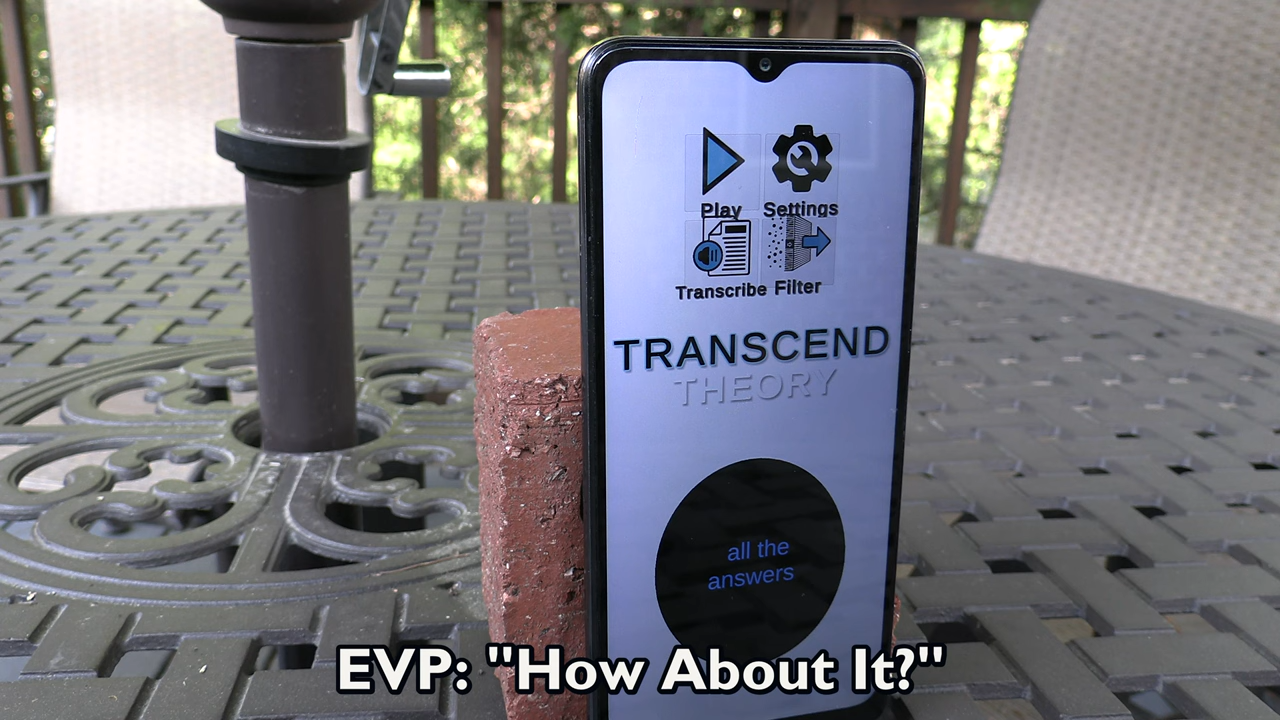 Play Settings
Transcribe Filter
TRANSCEND
THEORY
all the
answers
EVP: "How About It?"